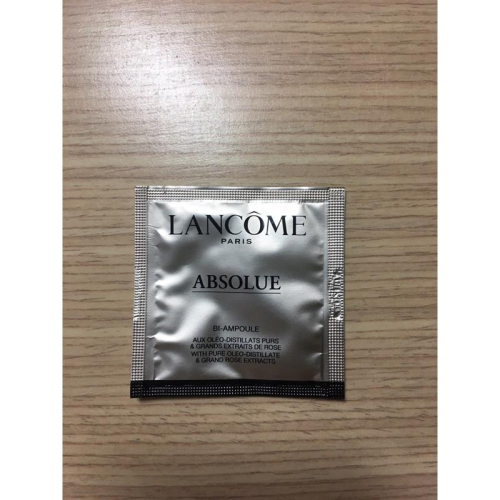 LANCÔME
PARIS
ABSOLUE
BI-AMPOULE
AUX OLÉO-DISTILLATS PURS
& GRANDS EXTRAITS DE ROSE
WITH PURE OLEO-DISTILLATE
& GRAND ROSE EXTRACTS